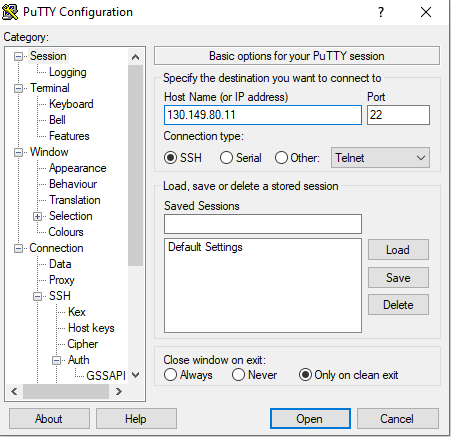 PuTTY Configuration
? ×
Category:
Session
Logging
Terminal
Keyboard
Bell
Features
Window
Appearance
Behaviour
Translation
Selection
Colours
Connection
Data
Proxy
SSH
Kex
Host keys
Cipher
Auth
GSSAPI
Basic options for your PuTTY session
Specify the destination you want to connect to
Host Name (or IP address) Port
130.149.80.11 22
Connection type:
SSH Serial Other: Telnet
Load, save or delete a stored session
Saved Sessions
Default Settings
Load
Save
Delete
Close window on exit:
Always Never Only on clean exit
About Help Open Cancel